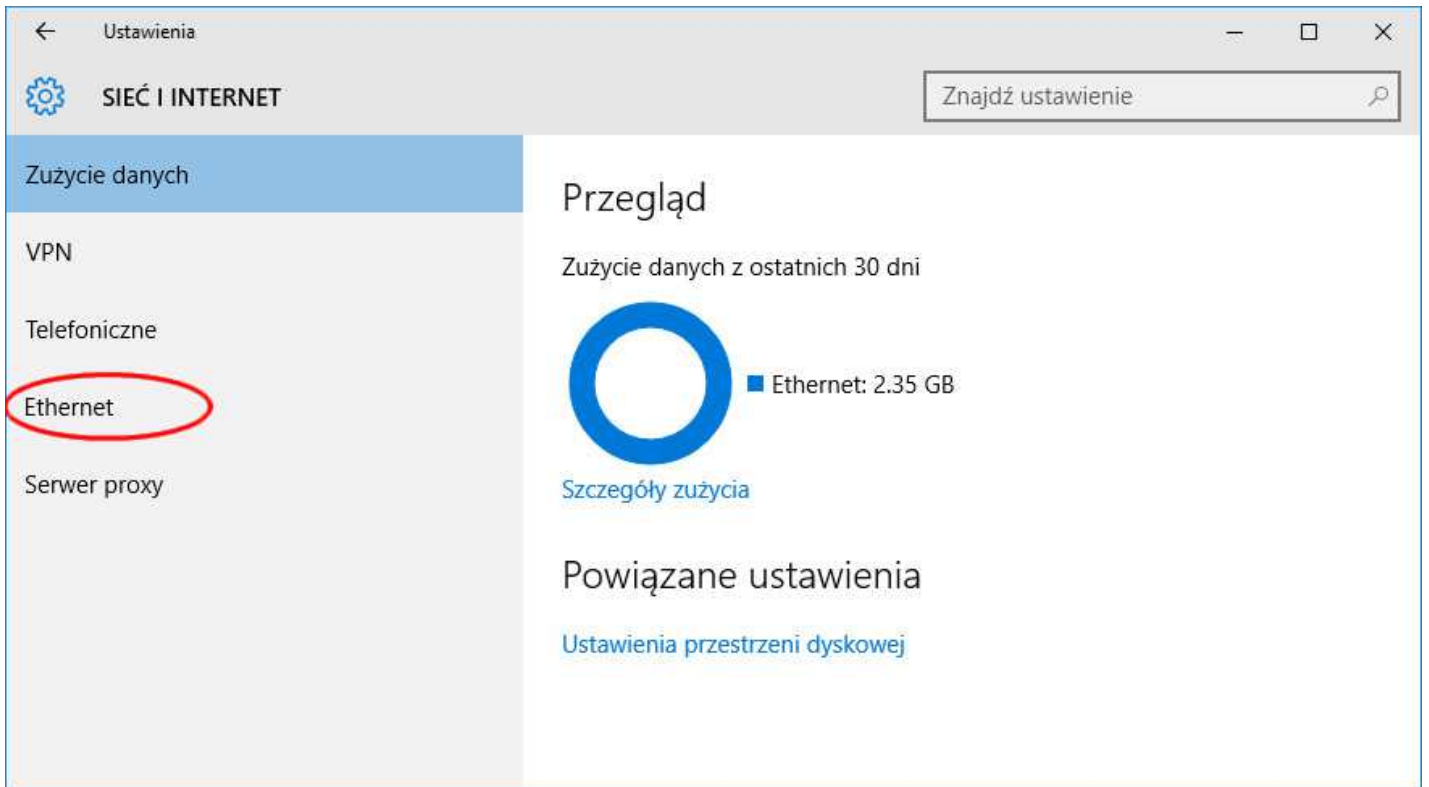 Ustawienia
SIEĆ I INTERNET
Znajdź ustawienie
Zużycie danych
VPN
Telefoniczne
Ethernet
Serwer proxy
Przegląd
Zużycie danych z ostatnich 30 dni
Ethernet: 2.35 GB
Szczegóły zużycia
Powiązane ustawienia
Ustawienia przestrzeni dyskowej